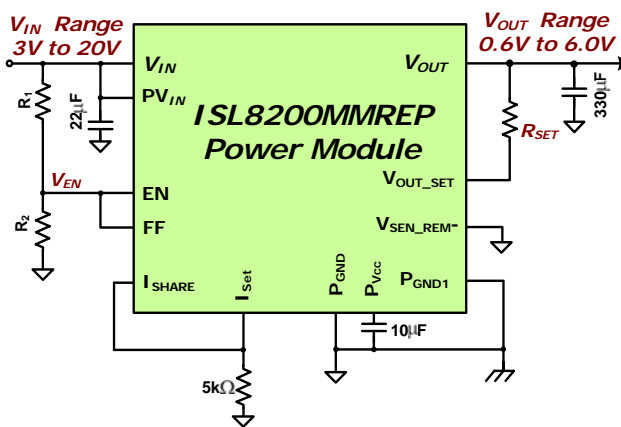 VIN Range
3V to 20V
VOUT Range
0.6V to 6.0V
VIN
VOUT
PVIN
R1
22µF
330µF
RSET
ISL8200MMREP
Power Module
VEN
EN
VOUT_SET
FF
R2
VSEN_REM-
ISHARE
ISet
PGND
PVcc
PGND1
10µF
5kΩ